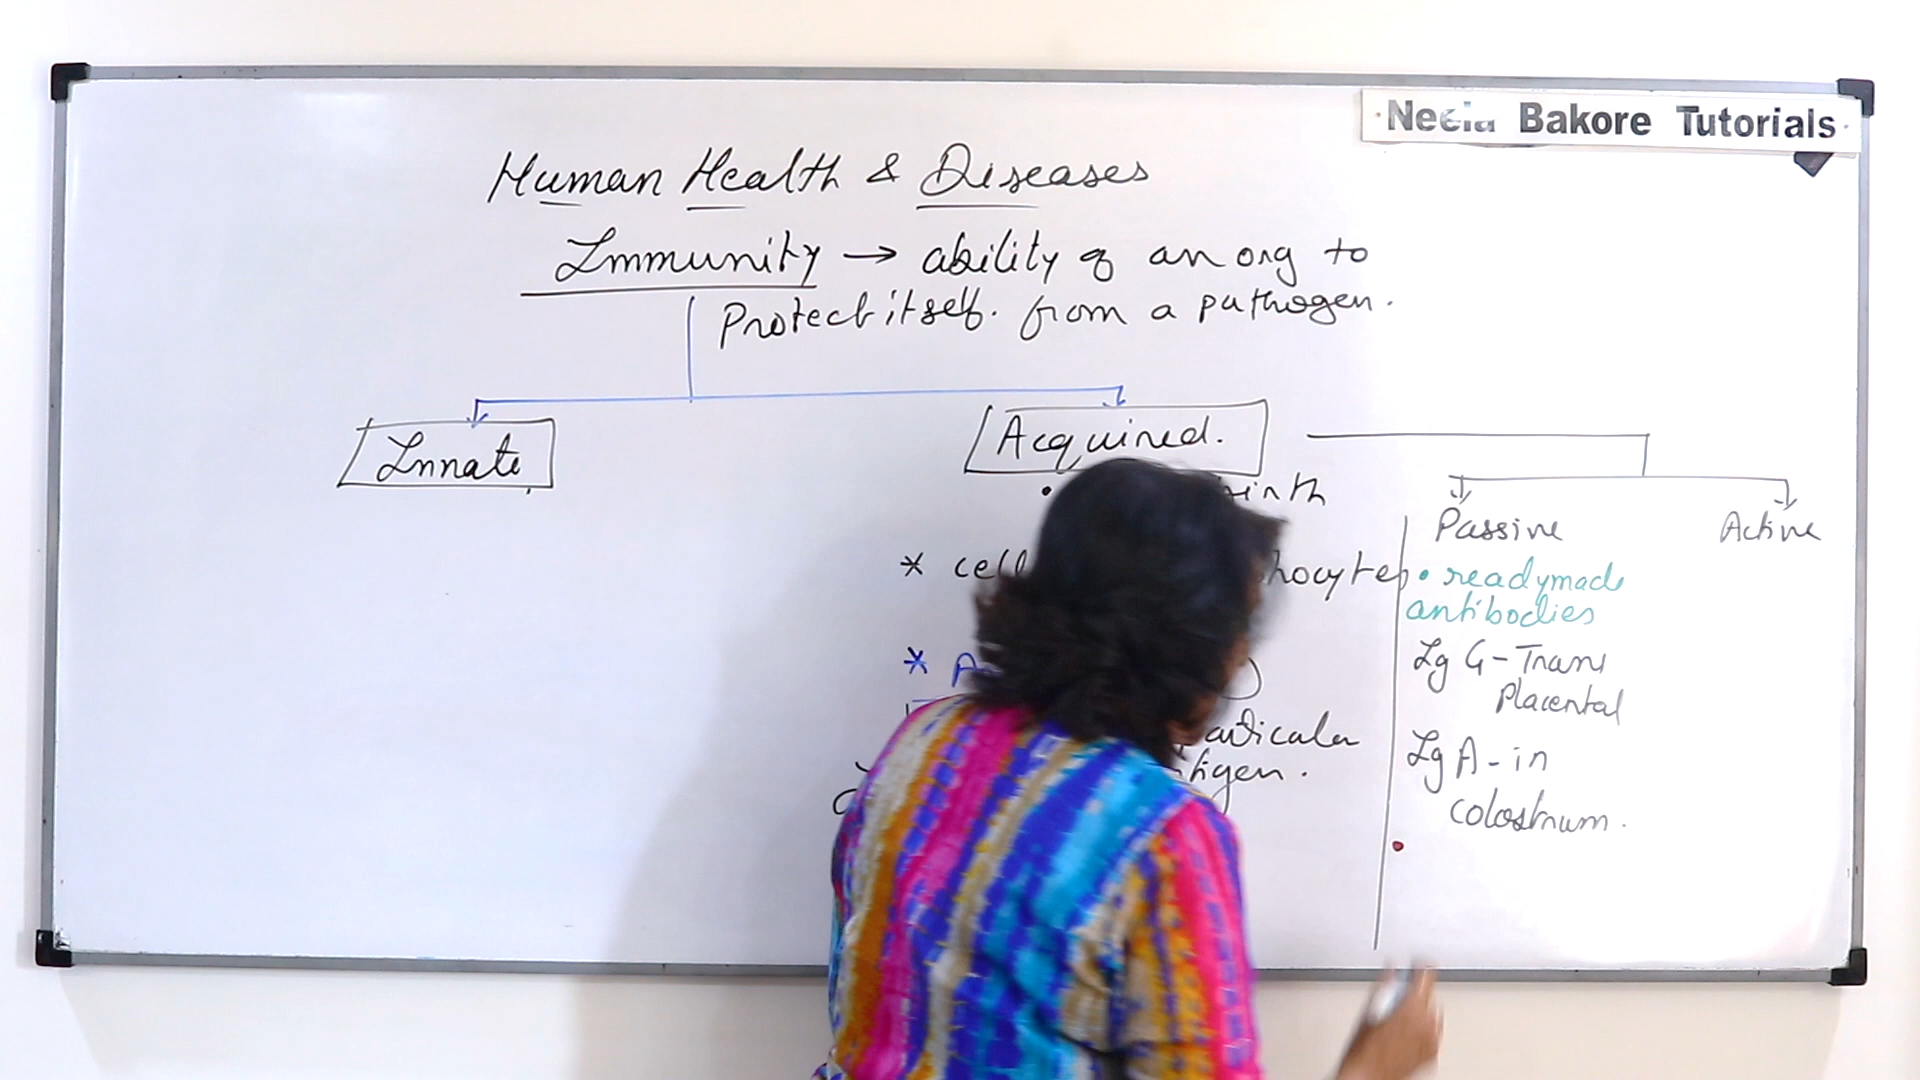 Neela Bakore Tutorials
Human Health & Diseases
Immunity → ability of an org to
Protect itself. from a pathogen.
Innate
Acquired.
Passive
Active
• readymade
antibodies
Ig G - Trans
Placental
Ig A - in
colostrum.